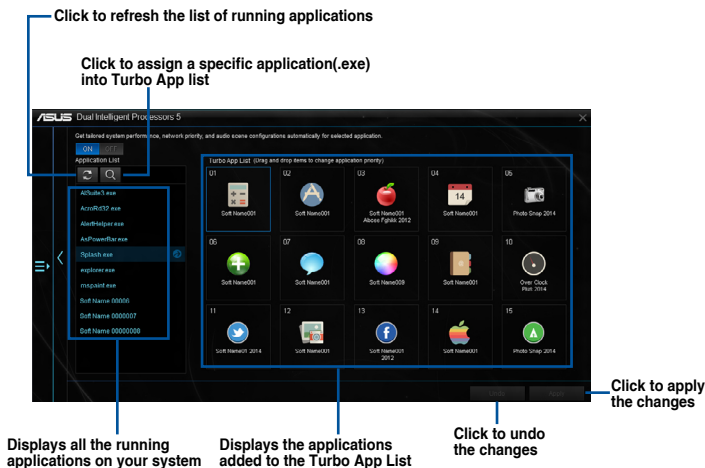 Click to refresh the list of running applications
Click to assign a specific application(.exe)
into Turbo App list
ASUS Dual Intelligent Processors 5
Get tailored system performance, network priority, and audio scene configurations automatically for selected application.
ON OFF
Application List
Turbo App List (Drag and drop items to change application priority)
AISuite3.exe
AcrnRd32.exe
AlertHelper.exe
AsPowerBar.exe
Splash.exe
explorer.exe
mspaint.exe
Soft Name 00006
Soft Name 0000007
Soft Name 00000008
01
Soft Name001
02
Soft Name001
03
Soft Name001
Abcee Fghiik 2012
04
14
Soft Name001
05
Photo Snap 2014
06
Soft Name001
07
Soft Name001
08
Soft Name009
09
Soft Name001
10
Over Clock
Plun 2014
11
Soft Name01 2014
12
Soft Name001
13
Soft Name001
2012
14
Soft Name001
15
Photo Snap 2014
Undo
Apply
Click to apply
the changes
Click to undo
the changes
Displays all the running
applications on your system
Displays the applications
added to the Turbo App List